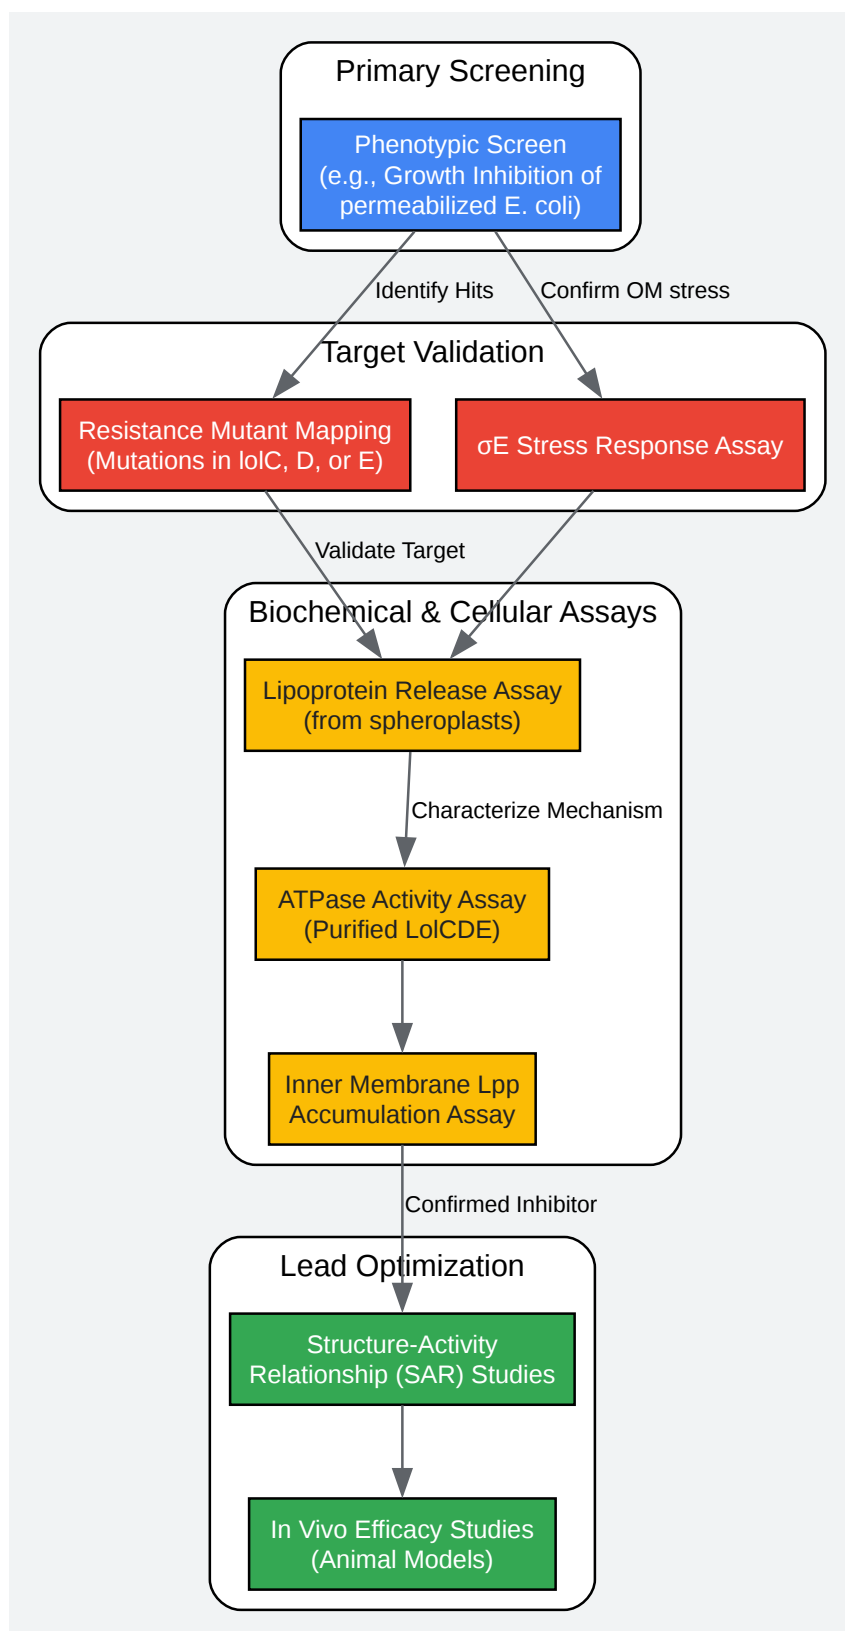 Primary Screening
Phenotypic Screen
(e.g., Growth Inhibition of
permeabilized E. coli)
Identify Hits
Confirm OM stress
Target Validation
Resistance Mutant Mapping
(Mutations in lolC, D, or E)
σE Stress Response Assay
Validate Target
Biochemical & Cellular Assays
Lipoprotein Release Assay
(from spheroplasts)
Characterize Mechanism
ATPase Activity Assay
(Purified LolCDE)
Inner Membrane Lpp
Accumulation Assay
Confirmed Inhibitor
Lead Optimization
Structure-Activity
Relationship (SAR) Studies
In Vivo Efficacy Studies
(Animal Models)